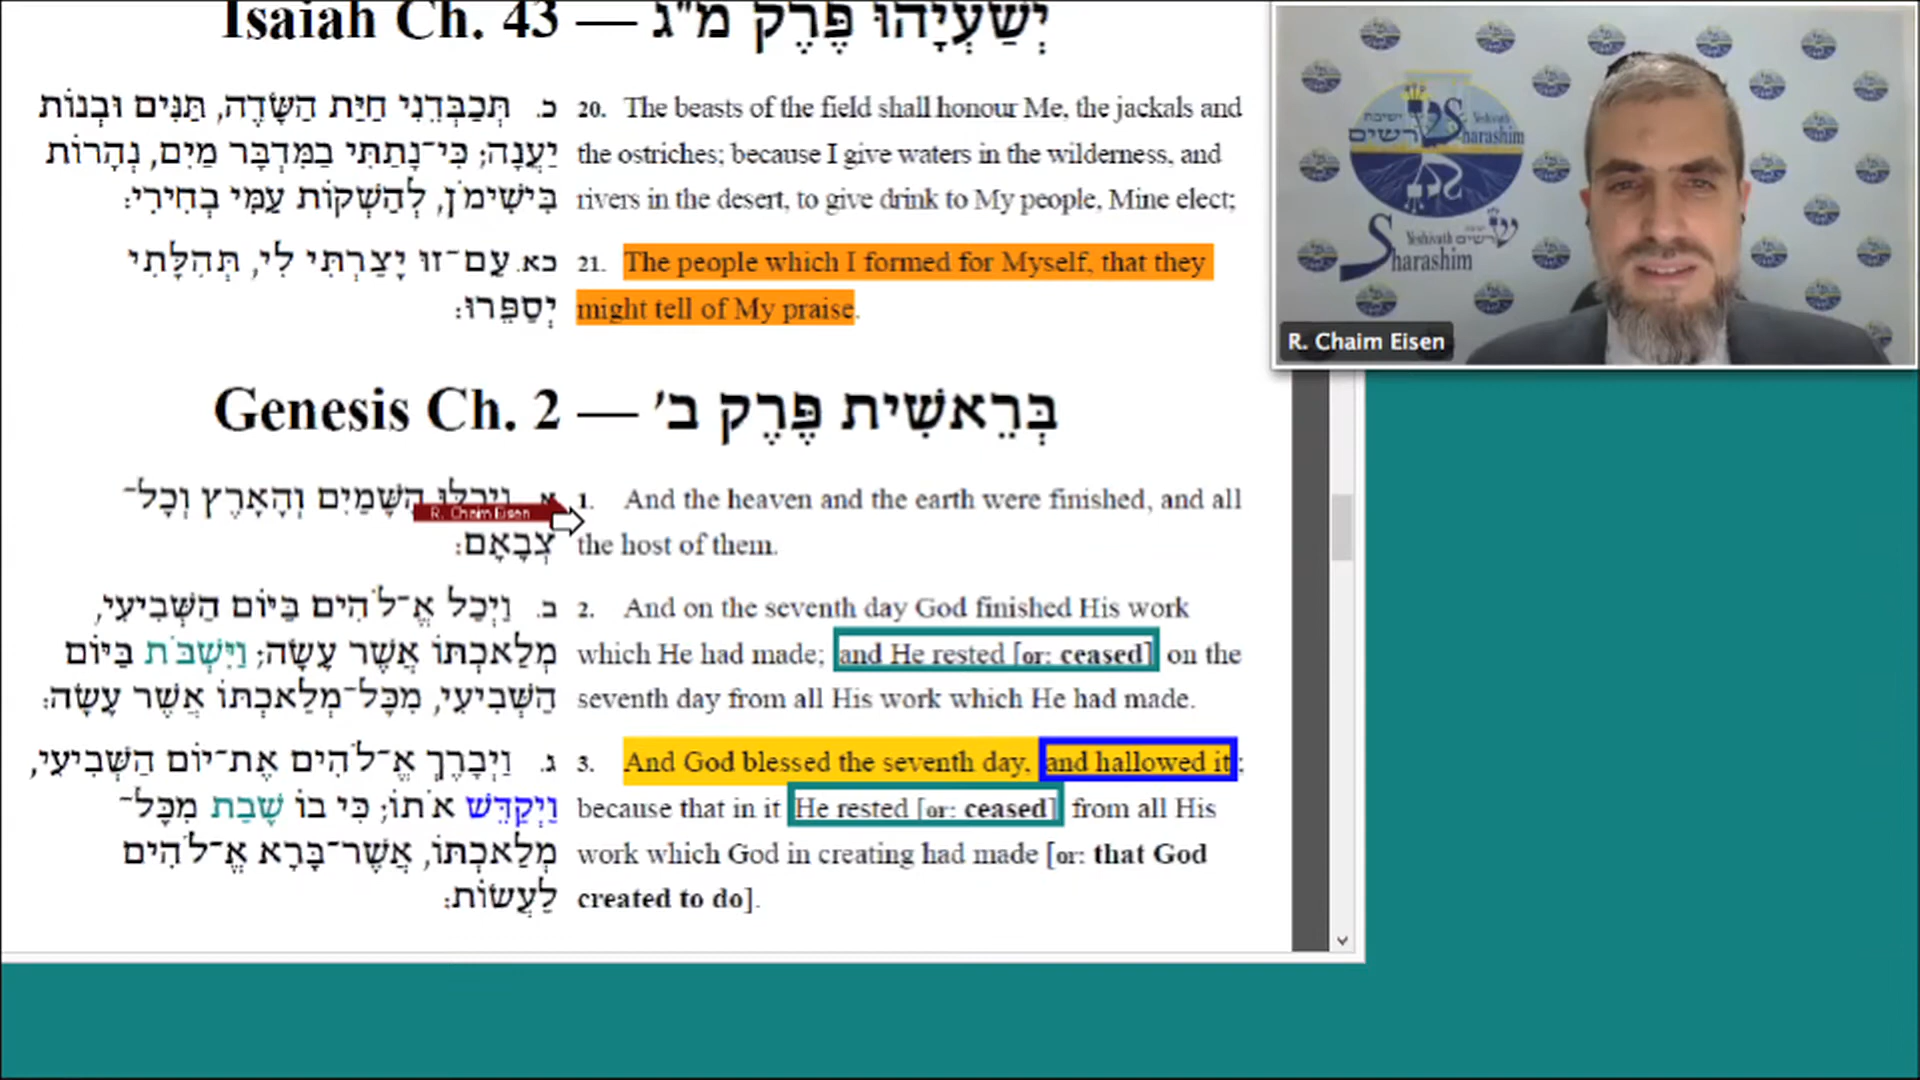 Isaiah Ch. 43 — יְשַׁעְיָהוּ פֶּרֶק מ"ג
כ. תְּכַבְּדֵנִי חַיַּת הַשָּׂדֶה, תַּנִּים וּבְנוֹת
יַעֲנָה; כִּי־נָתַתִּי בַמִּדְבָּר מַיִם, נְהָרוֹת
בִּישִׁימֹן, לְהַשְׁקוֹת עַמִּי בְחִירִי:
20. The beasts of the field shall honour Me, the jackals and
the ostriches; because I give waters in the wilderness, and
rivers in the desert, to give drink to My people, Mine elect;
כא. עַם־זוּ יָצַרְתִּי לִי, תְּהִלָּתִי
יְסַפֵּרוּ:
21. The people which I formed for Myself, that they
might tell of My praise.
Genesis Ch. 2 — בְּרֵאשִׁית פֶּרֶק ב'
א. וַיְכֻלּוּ הַשָּׁמַיִם וְהָאָרֶץ וְכָל־
צְבָאָם:
R. Chaim Eisen
1. And the heaven and the earth were finished, and all
the host of them.
ב. וַיְכַל אֱ־לֹהִים בַּיּוֹם הַשְּׁבִיעִי,
מְלַאכְתּוֹ אֲשֶׁר עָשָׂה; וַיִּשְׁבֹּת בַּיּוֹם
הַשְּׁבִיעִי, מִכָּל־מְלַאכְתּוֹ אֲשֶׁר עָשָׂה:
2. And on the seventh day God finished His work
which He had made; and He rested [or: ceased] on the
seventh day from all His work which He had made.
ג. וַיְבָרֶךְ אֱ־לֹהִים אֶת־יוֹם הַשְּׁבִיעִי,
וַיְקַדֵּשׁ אֹתוֹ; כִּי בוֹ שָׁבַת מִכָּל־
מְלַאכְתּוֹ, אֲשֶׁר־בָּרָא אֱ־לֹהִים
לַעֲשׂוֹת:
3. And God blessed the seventh day, and hallowed it;
because that in it He rested [or: ceased] from all His
work which God in creating had made [or: that God
created to do].
ישיבת
שרשים
Yeshivath
Sharashim
Yeshivath שרשים
Sharashim
R. Chaim Eisen